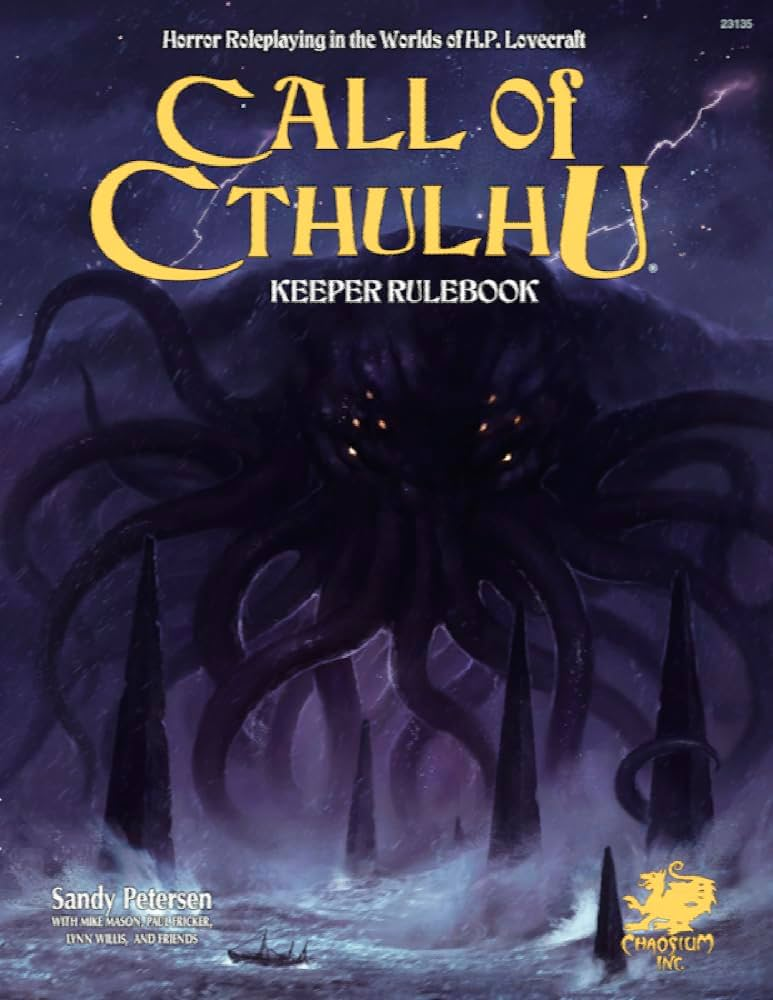 23135
Horror Roleplaying in the Worlds of H.P. Lovecraft
CALL Of
CTHULHU®
KEEPER RULEBOOK
Sandy Petersen
WITH MIKE MASON, PAUL FRICKER,
LYNN WILLIS, AND FRIENDS
CHAOSIUM
INC.